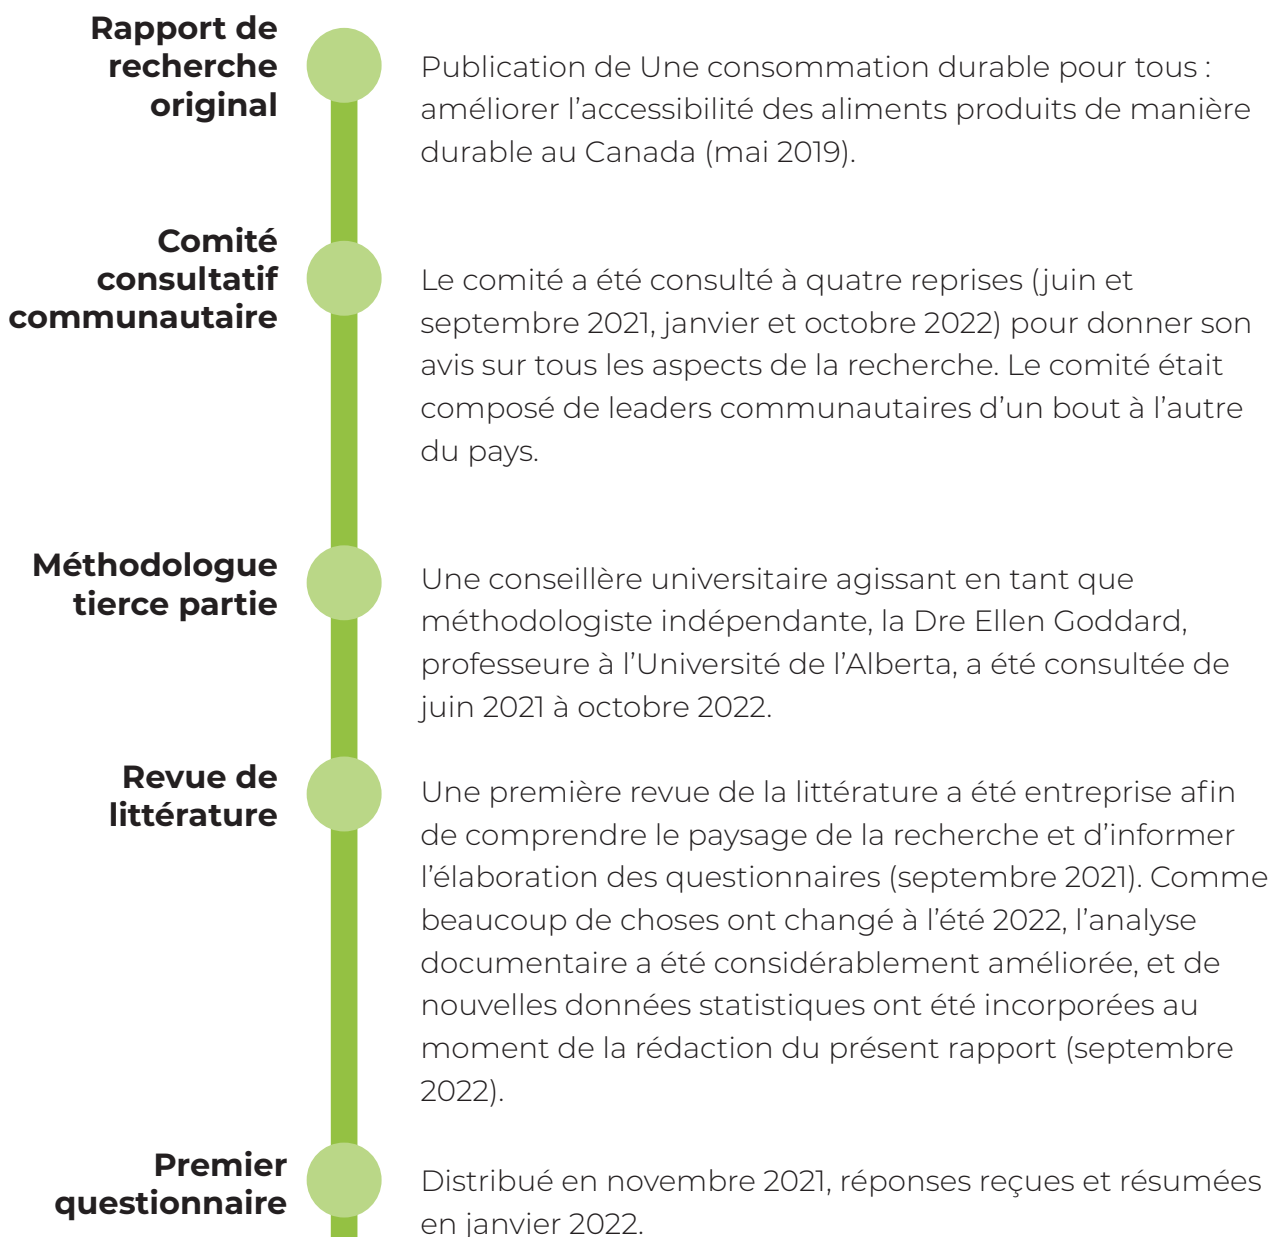 Rapport de
recherche
original
Publication de Une consommation durable pour tous :
améliorer l'accessibilité des aliments produits de manière
durable au Canada (mai 2019).
Comité
consultatif
communautaire
Le comité a été consulté à quatre reprises (juin et
septembre 2021, janvier et octobre 2022) pour donner son
avis sur tous les aspects de la recherche. Le comité était
composé de leaders communautaires d'un bout à l'autre
du pays.
Méthodologue
tierce partie
Une conseillère universitaire agissant en tant que
méthodologiste indépendante, la Dre Ellen Goddard,
professeure à l'Université de l'Alberta, a été consultée de
juin 2021 à octobre 2022.
Revue de
littérature
Une première revue de la littérature a été entreprise afin
de comprendre le paysage de la recherche et d'informer
l'élaboration des questionnaires (septembre 2021). Comme
beaucoup de choses ont changé à l'été 2022, l'analyse
documentaire a été considérablement améliorée, et de
nouvelles données statistiques ont été incorporées au
moment de la rédaction du présent rapport (septembre
2022).
Premier
questionnaire
Distribué en novembre 2021, réponses reçues et résumées
en janvier 2022.